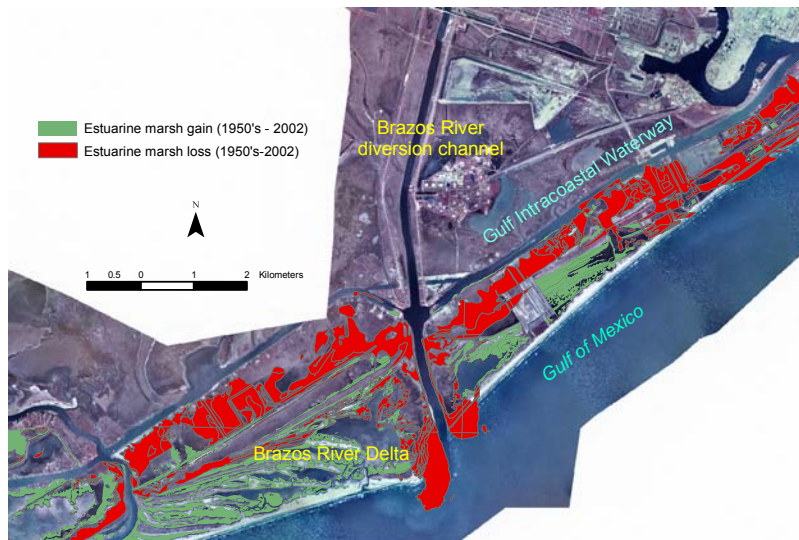 Estuarine marsh gain (1950's - 2002)
Estuarine marsh loss (1950's-2002)
Brazos River
diversion channel
Gulf Intracoastal Waterway
N
1 0.5 0 1 2 Kilometers
Gulf of Mexico
Brazos River Delta